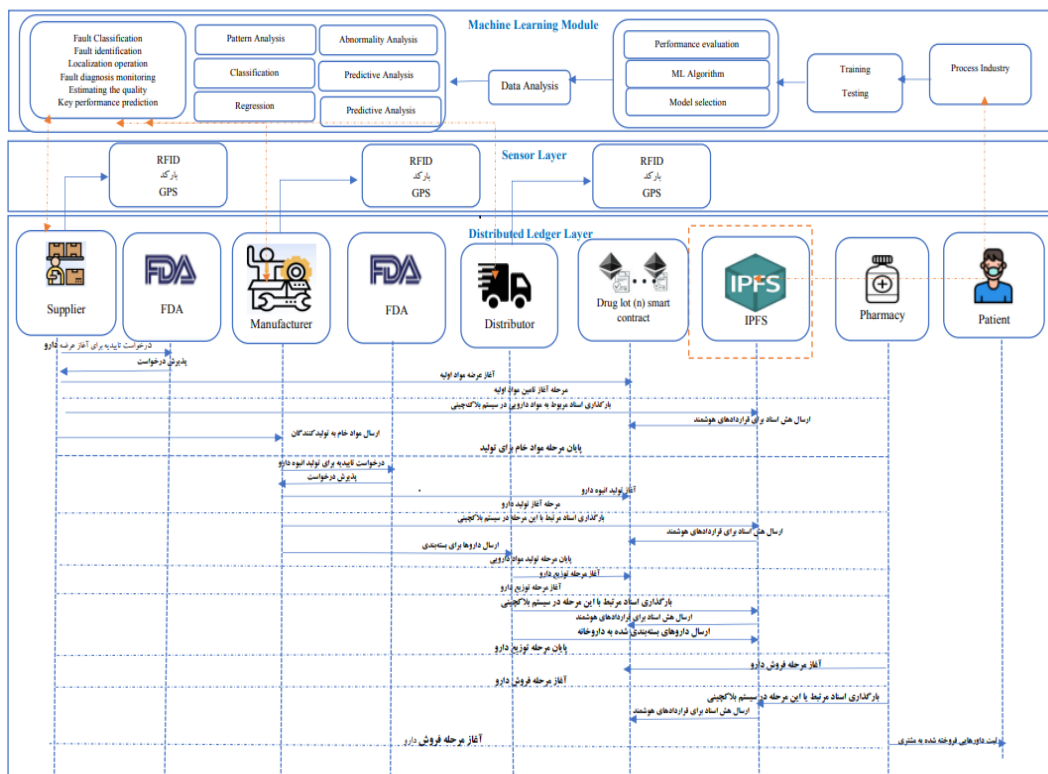 Machine Learning Module
Fault Classification
Fault identification
Localization operation
Fault diagnosis monitoring
Estimating the quality
Key performance prediction
Pattern Analysis
Classification
Regression
Abnormality Analysis
Predictive Analysis
Predictive Analysis
Data Analysis
Performance evaluation
ML Algorithm
Model selection
Training
Testing
Process Industry
Sensor Layer
RFID
بارکد
GPS
RFID
بارکد
GPS
RFID
بارکد
GPS
Distributed Ledger Layer
Supplier
FDA
FDA
Manufacturer
FDA
FDA
Distributor
Drug lot (n) smart
contract
IPFS
IPFS
Pharmacy
Patient
درخواست تاییدیه برای آغاز عرضه دارو
پذیرش درخواست
آغاز عرضه مواد اولیه
مرحله آغاز تامین مواد اولیه
بارگذاری اسناد مربوط به مواد دارویی در سیستم بلاک‌چینی
ارسال هش اسناد برای قراردادهای هوشمند
ارسال مواد خام به تولیدکنندگان
پایان مرحله مواد خام برای تولید
درخواست تاییدیه برای تولید انبوه دارو
پذیرش درخواست
آغاز تولید انبوه دارو
مرحله آغاز تولید دارو
بارگذاری اسناد مرتبط با این مرحله در سیستم بلاکچینی
ارسال هش اسناد برای قراردادهای هوشمند
ارسال داروها برای بسته‌بندی
پایان مرحله تولید مواد دارویی
آغاز مرحله توزیع دارو
آغاز مرحله توزیع دارو
بارگذاری اسناد مرتبط با این مرحله در سیستم بلاکچینی
ارسال هش اسناد برای قراردادهای هوشمند
ارسال داروهای بسته‌بندی شده به داروخانه
پایان مرحله توزیع دارو
آغاز مرحله فروش دارو
آغاز مرحله فروش دارو
بارگذاری اسناد مرتبط با این مرحله در سیستم بلاکچینی
ارسال هش اسناد برای قراردادهای هوشمند
آغاز مرحله فروش دارو
ثبت داورهایی فروخته شده به مشتری